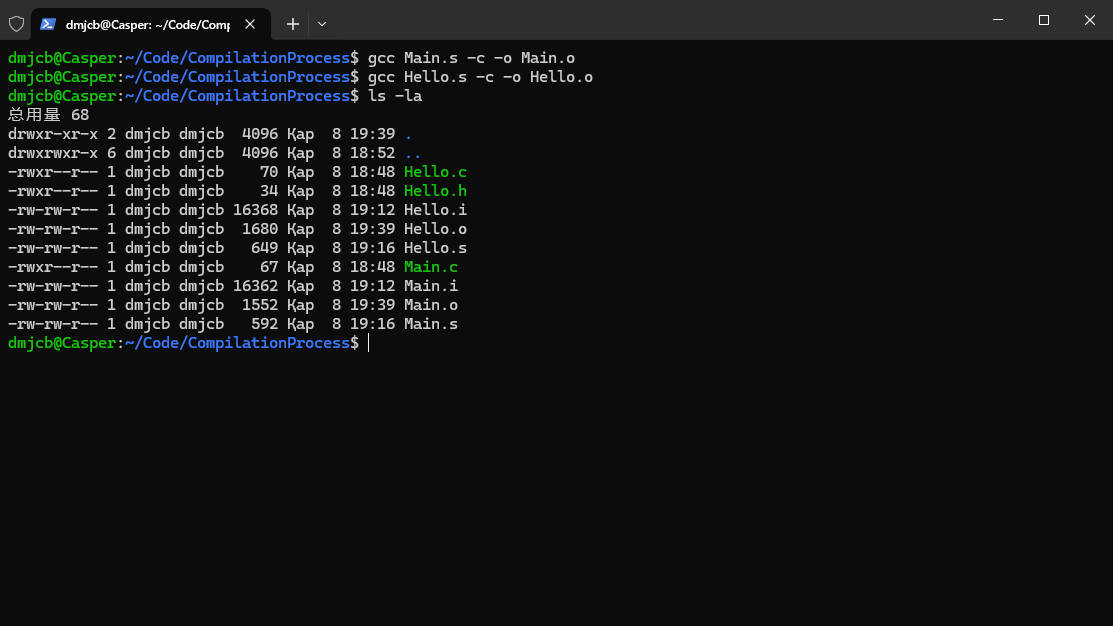 dmjcb@Casper: ~/Code/Comp
dmjcb@Casper:~/Code/CompilationProcess$ gcc Main.s -c -o Main.o
dmjcb@Casper:~/Code/CompilationProcess$ gcc Hello.s -c -o Hello.o
dmjcb@Casper:~/Code/CompilationProcess$ ls -la
总用量 68
drwxr-xr-x 2 dmjcb dmjcb  4096 Қар  8 19:39 .
drwxrwxr-x 6 dmjcb dmjcb  4096 Қар  8 18:52 ..
-rwxr--r-- 1 dmjcb dmjcb    70 Қар  8 18:48 Hello.c
-rwxr--r-- 1 dmjcb dmjcb    34 Қар  8 18:48 Hello.h
-rw-rw-r-- 1 dmjcb dmjcb 16368 Қар  8 19:12 Hello.i
-rw-rw-r-- 1 dmjcb dmjcb  1680 Қар  8 19:39 Hello.o
-rw-rw-r-- 1 dmjcb dmjcb   649 Қар  8 19:16 Hello.s
-rwxr--r-- 1 dmjcb dmjcb    67 Қар  8 18:48 Main.c
-rw-rw-r-- 1 dmjcb dmjcb 16362 Қар  8 19:12 Main.i
-rw-rw-r-- 1 dmjcb dmjcb  1552 Қар  8 19:39 Main.o
-rw-rw-r-- 1 dmjcb dmjcb   592 Қар  8 19:16 Main.s
dmjcb@Casper:~/Code/CompilationProcess$